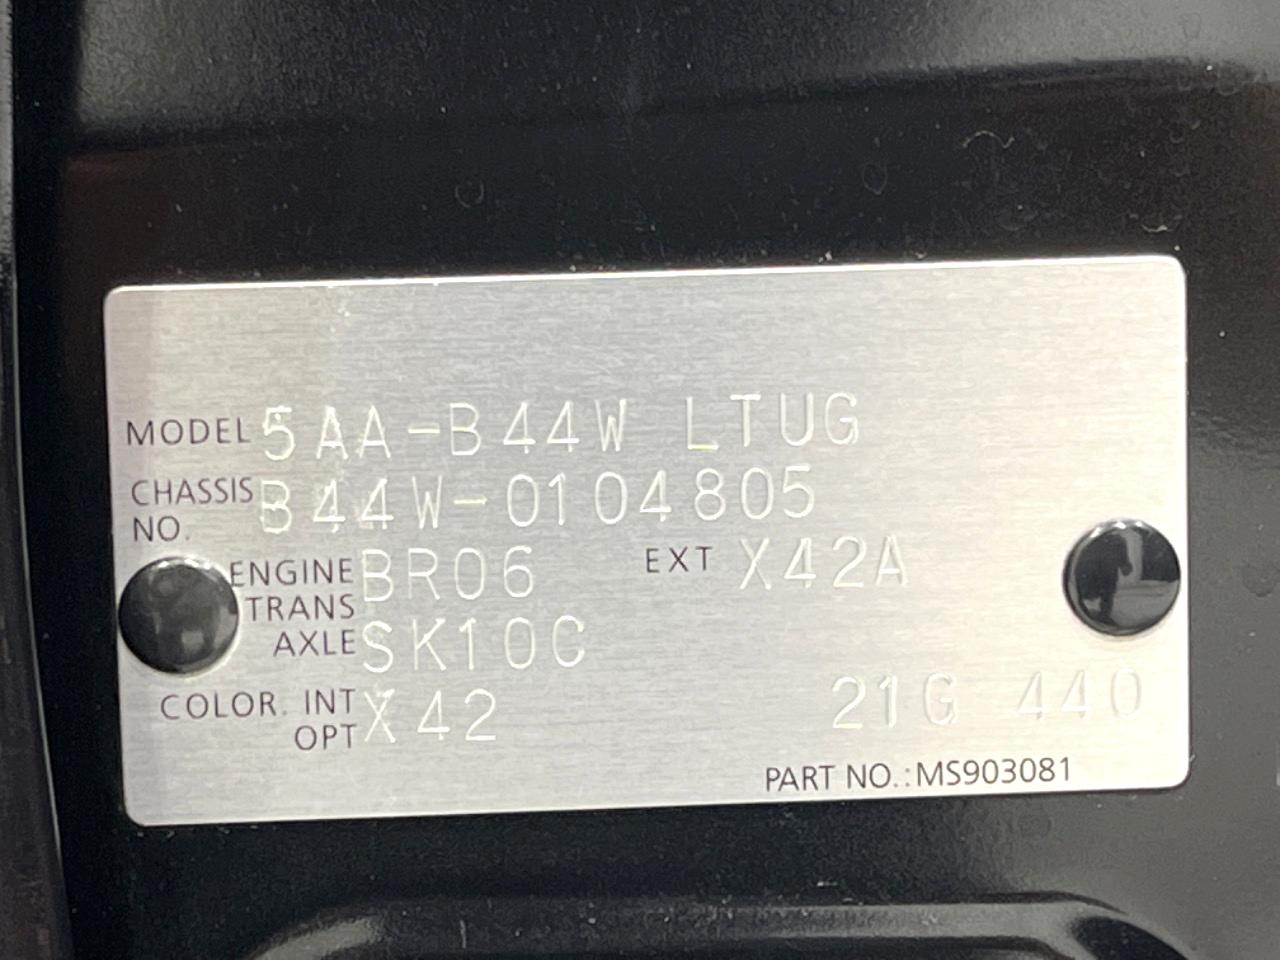 MODEL 5AA-B44W LTUG
CHASSIS NO. B44W-0104805
ENGINE BR06 EXT X42A
TRANS AXLE SK10C
COLOR. INT OPT X42 21G 440
PART NO.:MS903081